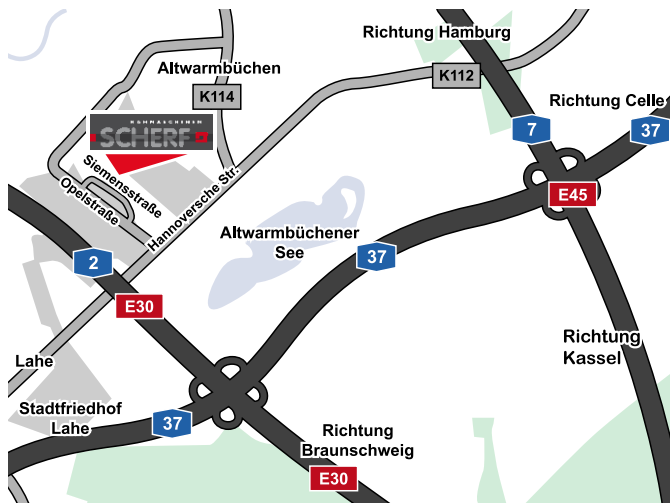 Richtung Hamburg
Altwarmbüchen
K112
K114
Richtung Celle
7
37
NÄHMASCHINEN
SCHERF
Siemensstraße
Opelstraße
Hannoversche Str.
E45
Altwarmbüchener
See
37
2
E30
Richtung
Kassel
Lahe
Stadtfriedhof
Lahe
37
Richtung
Braunschweig
E30